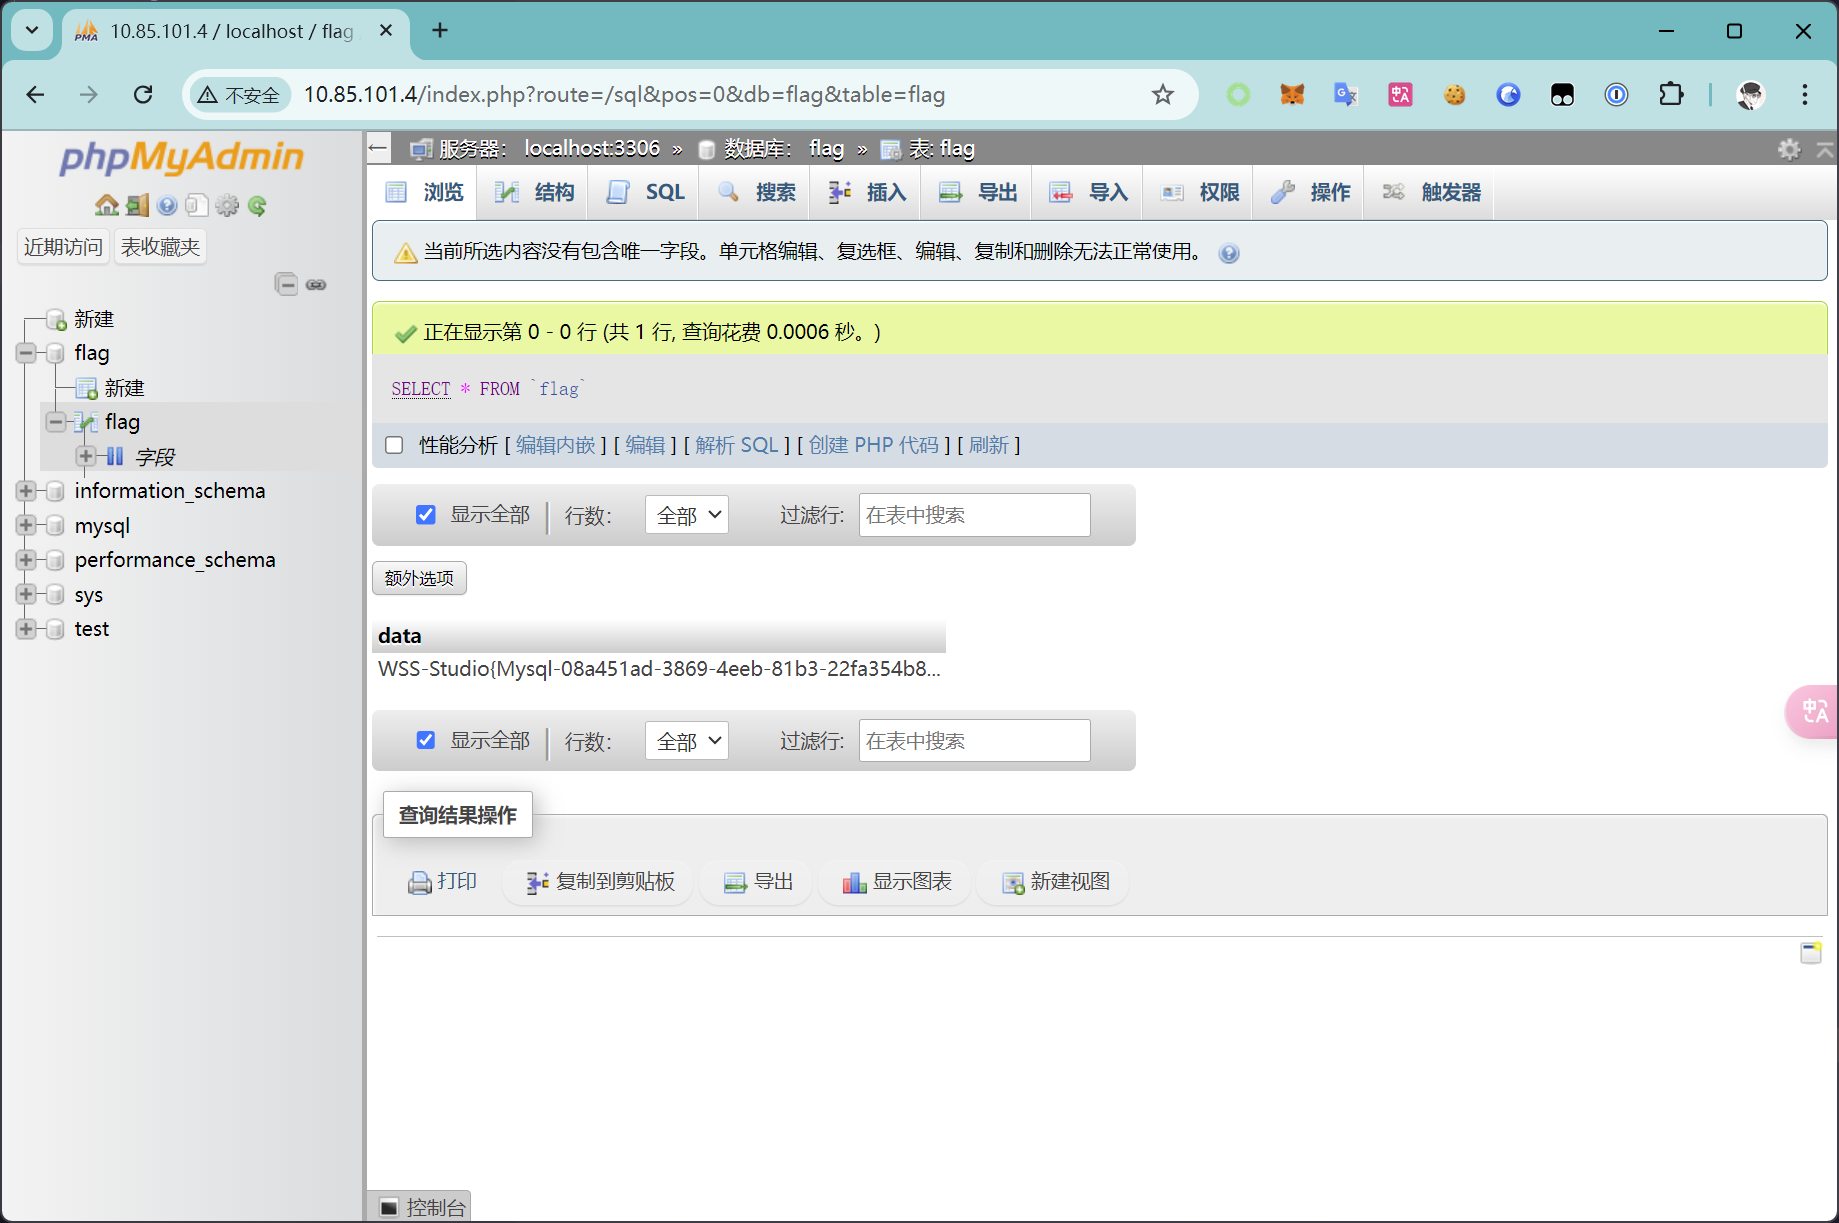 10.85.101.4 / localhost / flag
不安全
10.85.101.4/index.php?route=/sql&pos=0&db=flag&table=flag
phpMyAdmin
近期访问 表收藏夹
新建
flag
新建
flag
字段
information_schema
mysql
performance_schema
sys
test
服务器： localhost:3306 » 数据库： flag » 表: flag
浏览 结构 SQL 搜索 插入 导出 导入 权限 操作 触发器
当前所选内容没有包含唯一字段。单元格编辑、复选框、编辑、复制和删除无法正常使用。
正在显示第 0 - 0 行 (共 1 行, 查询花费 0.0006 秒。)
SELECT * FROM `flag`
性能分析 [ 编辑内嵌 ] [ 编辑 ] [ 解析 SQL ] [ 创建 PHP 代码 ] [ 刷新 ]
显示全部 行数： 全部 过滤行: 在表中搜索
额外选项
data
WSS-Studio{Mysql-08a451ad-3869-4eeb-81b3-22fa354b8...
显示全部 行数： 全部 过滤行: 在表中搜索
查询结果操作
打印 复制到剪贴板 导出 显示图表 新建视图
控制台